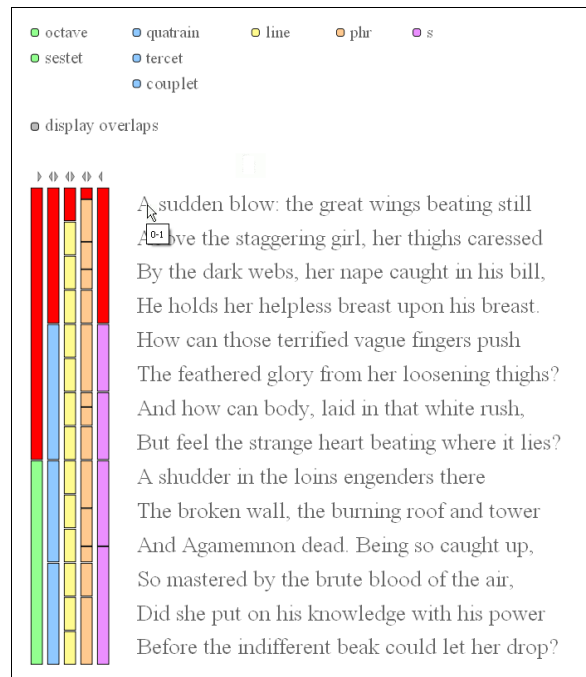 octave quatrain line phr s
sestet tercet
couplet
display overlaps
A sudden blow: the great wings beating still
0-1
ove the staggering girl, her thighs caressed
By the dark webs, her nape caught in his bill,
He holds her helpless breast upon his breast.
How can those terrified vague fingers push
The feathered glory from her loosening thighs?
And how can body, laid in that white rush,
But feel the strange heart beating where it lies?
A shudder in the loins engenders there
The broken wall, the burning roof and tower
And Agamemnon dead. Being so caught up,
So mastered by the brute blood of the air,
Did she put on his knowledge with his power
Before the indifferent beak could let her drop?